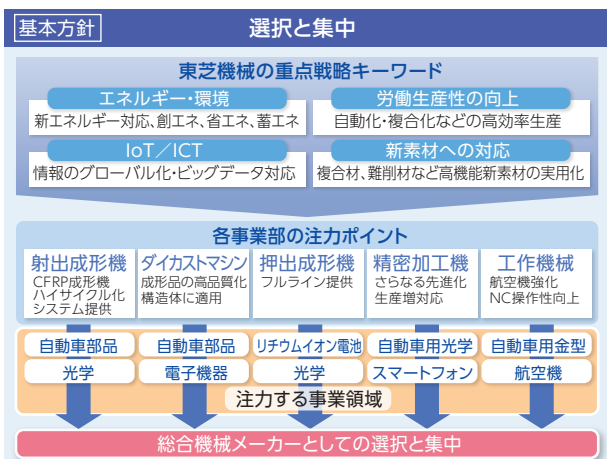 基本方針 選択と集中
東芝機械の重点戦略キーワード
エネルギー・環境
新エネルギー対応、創エネ、省エネ、蓄エネ
労働生産性の向上
自動化・複合化などの高効率生産
IoT／ICT
情報のグローバル化・ビッグデータ対応
新素材への対応
複合材、難削材など高機能新素材の実用化
各事業部の注力ポイント
射出成形機
CFRP成形機
ハイサイクル化
システム提供
ダイカストマシン
成形品の高品質化
構造体に適用
押出成形機
フルライン提供
精密加工機
さらなる先進化
生産増対応
工作機械
航空機強化
NC操作性向上
自動車部品 自動車部品 リチウムイオン電池 自動車用光学 自動車用金型
光学 電子機器 光学 スマートフォン 航空機
注力する事業領域
総合機械メーカーとしての選択と集中